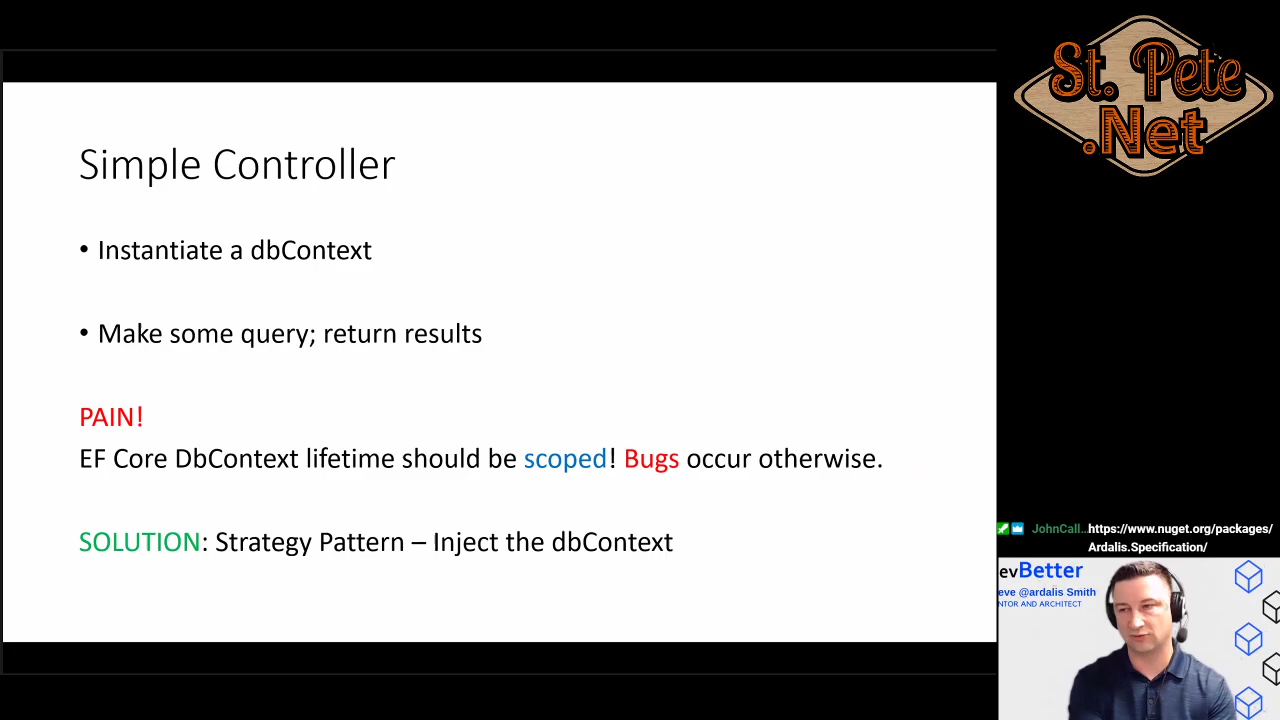 St. Pete
.Net
Simple Controller
• Instantiate a dbContext
• Make some query; return results
PAIN!
EF Core DbContext lifetime should be scoped! Bugs occur otherwise.
SOLUTION: Strategy Pattern – Inject the dbContext
JohnCall.. https://www.nuget.org/packages/
Ardalis.Specification/
evBetter
eve @ardalis Smith
NTOR AND ARCHITECT